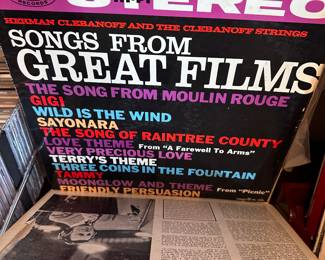 RECORDS
STEREO
HERMAN CLEBANOFF AND THE CLEBANOFF STRINGS
SONGS FROM
GREAT FILMS
THE SONG FROM MOULIN ROUGE
GIGI
WILD IS THE WIND
SAYONARA
THE SONG OF RAINTREE COUNTY
LOVE THEME From "A Farewell to Arms"
VERY PRECIOUS LOVE
TERRY'S THEME
THREE COINS IN THE FOUNTAIN
TAMMY
MOONGLOW AND THEME From "Picnic"
FRIENDLY PERSUASION